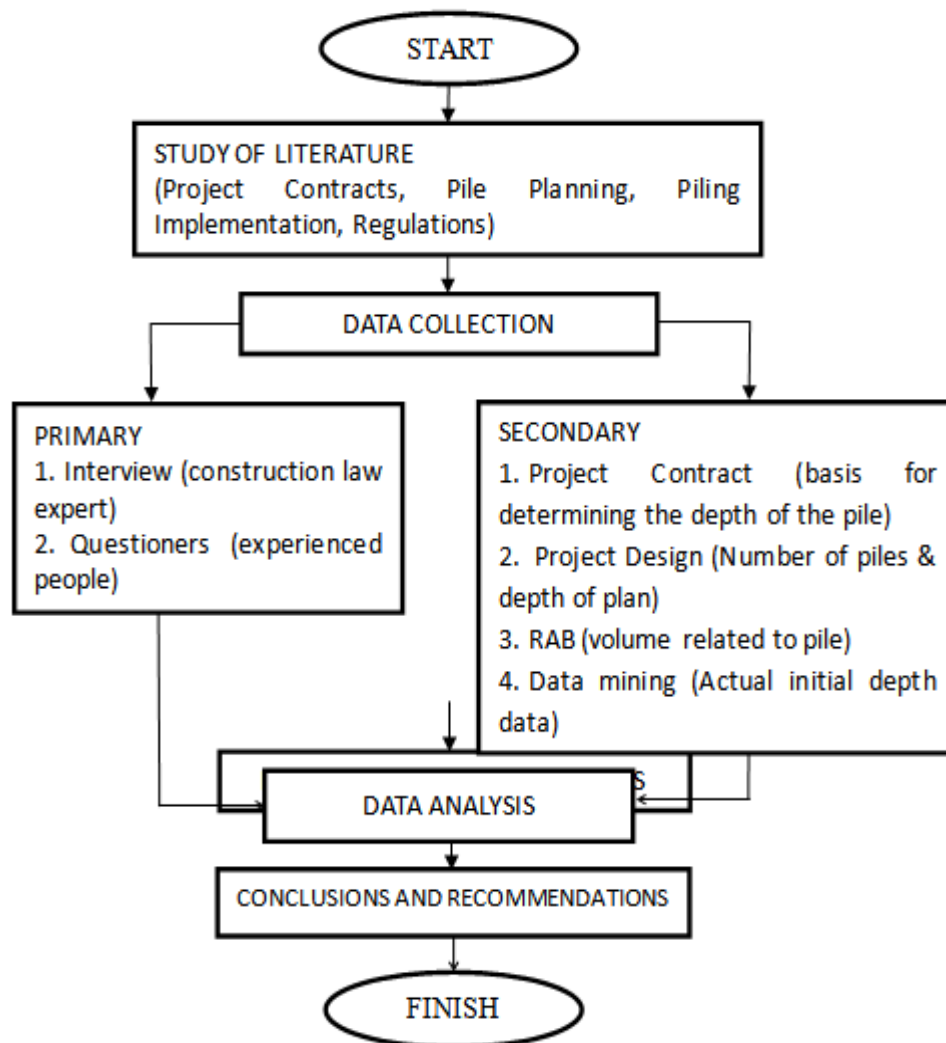 START
STUDY OF LITERATURE
(Project Contracts, Pile Planning, Piling
Implementation, Regulations)
DATA COLLECTION
PRIMARY
1. Interview (construction law
expert)
2. Questioners (experienced
people)
SECONDARY
1. Project Contract (basis for
determining the depth of the pile)
2. Project Design (Number of piles &
depth of plan)
3. RAB (volume related to pile)
4. Data mining (Actual initial depth
data)
DATA ANALYSIS
CONCLUSIONS AND RECOMMENDATIONS
FINISH